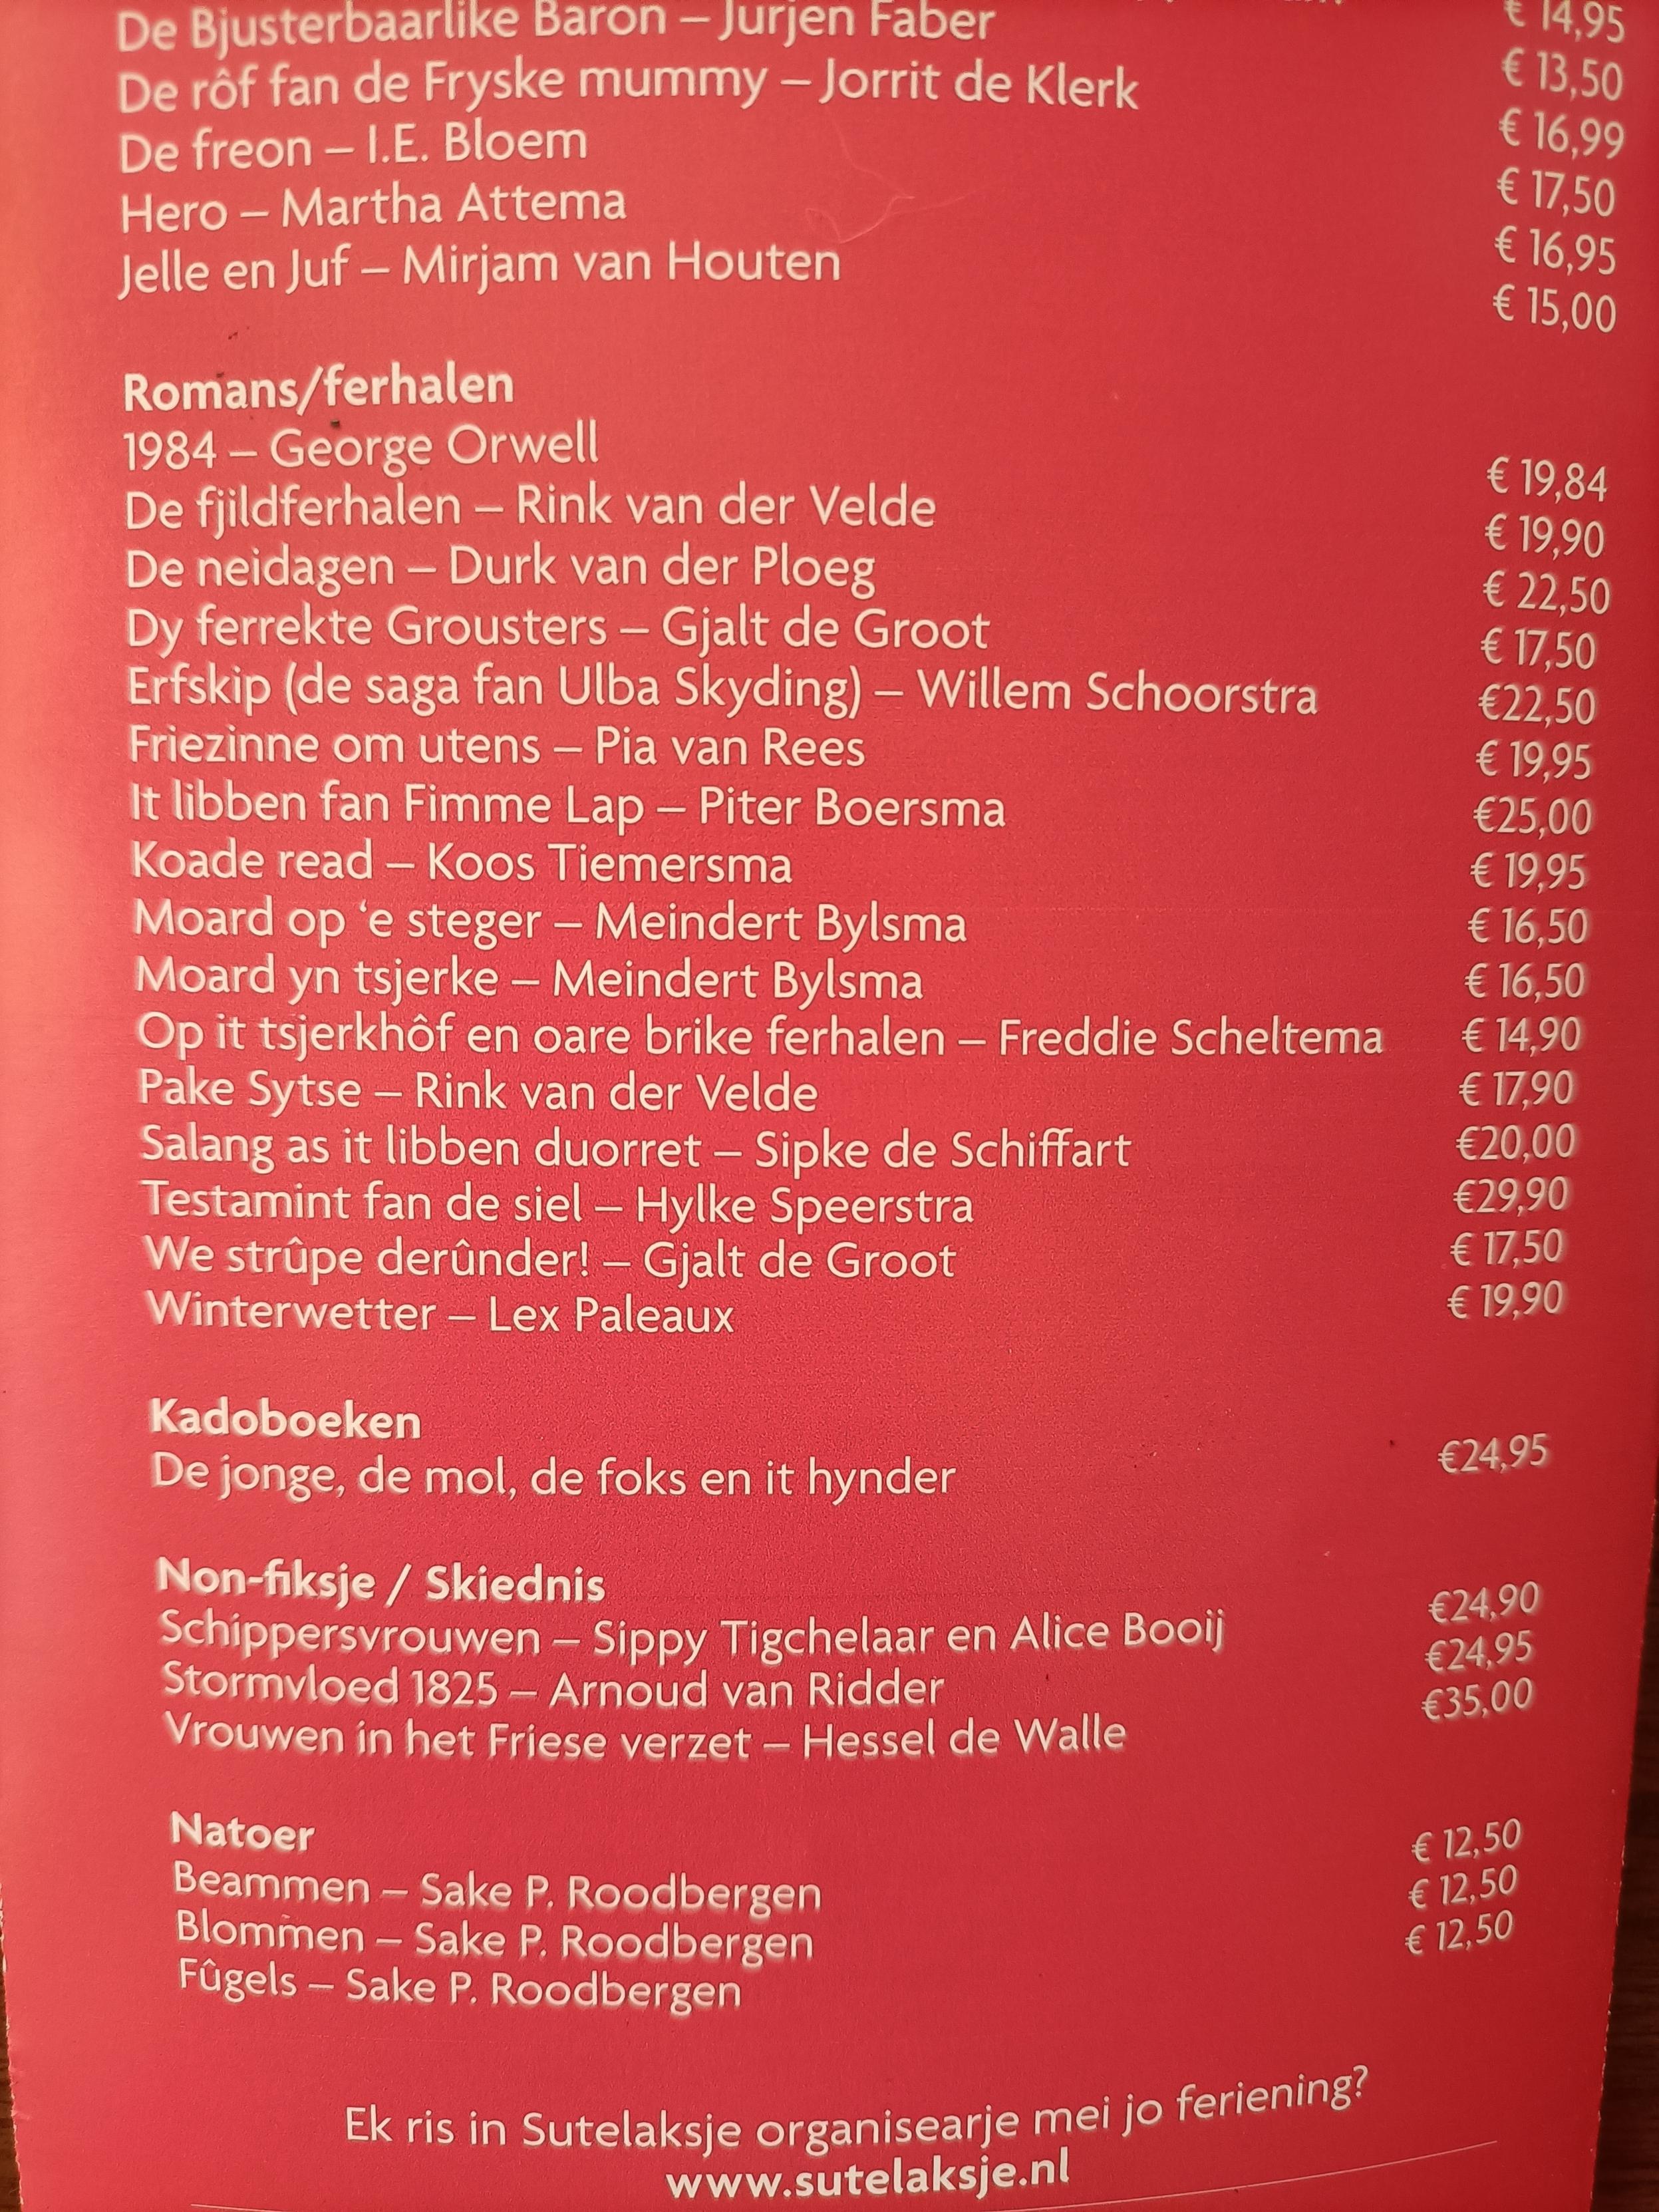 € 14,95
De Bjusterbaarlike Baron – Jurjen Faber € 13,50
De rôf fan de Fryske mummy – Jorrit de Klerk € 16,99
De freon – I.E. Bloem € 17,50
Hero – Martha Attema € 16,95
Jelle en Juf – Mirjam van Houten € 15,00
Romans/ferhalen
1984 – George Orwell € 19,84
De fjildferhalen – Rink van der Velde € 19,90
De neidagen – Durk van der Ploeg € 22,50
Dy ferrekte Grousters – Gjalt de Groot € 17,50
Erfskip (de saga fan Ulba Skyding) – Willem Schoorstra €22,50
Friezinne om utens – Pia van Rees € 19,95
It libben fan Fimme Lap – Piter Boersma €25,00
Koade read – Koos Tiemersma € 19,95
Moard op ‘e steger – Meindert Bylsma € 16,50
Moard yn tsjerke – Meindert Bylsma € 16,50
Op it tsjerkhôf en oare brike ferhalen – Freddie Scheltema € 14,90
Pake Sytse – Rink van der Velde € 17,90
Salang as it libben duorret – Sipke de Schiffart €20,00
Testamint fan de siel – Hylke Speerstra €29,90
We strûpe derûnder! – Gjalt de Groot € 17,50
Winterwetter – Lex Paleaux € 19,90
Kadoboeken
De jonge, de mol, de foks en it hynder €24,95
Non-fiksje / Skiednis
Schippersvrouwen – Sippy Tigchelaar en Alice Booij €24,90
Stormvloed 1825 – Arnoud van Ridder €24,95
Vrouwen in het Friese verzet – Hessel de Walle €35,00
Natoer
Beammen – Sake P. Roodbergen € 12,50
Blommen – Sake P. Roodbergen € 12,50
Fûgels – Sake P. Roodbergen € 12,50
Ek ris in Sutelaksje organisearje mei jo feriening?
www.sutelaksje.nl